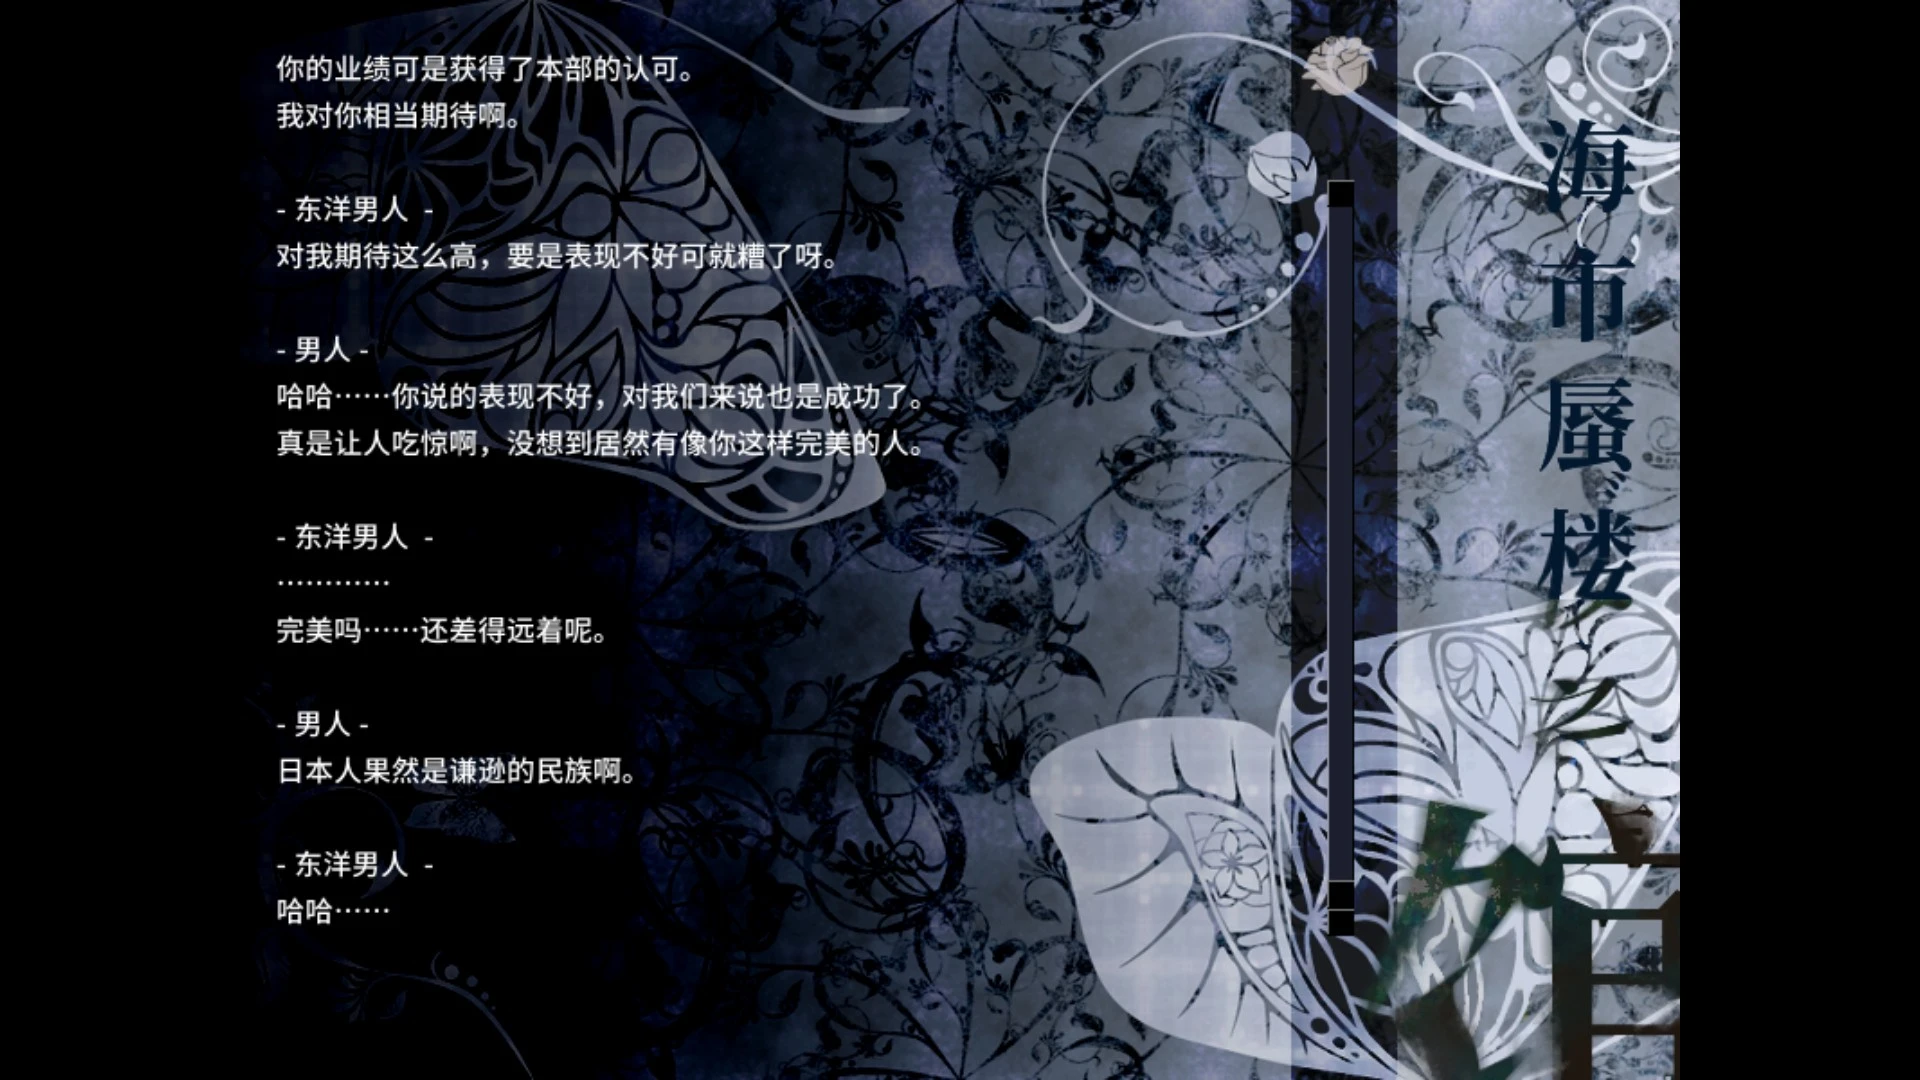 你的业绩可是获得了本部的认可。
我对你相当期待啊。
- 东洋男人 -
对我期待这么高，要是表现不好可就糟了呀。
- 男人 -
哈哈……你说的表现不好，对我们来说也是成功了。
真是让人吃惊啊，没想到居然有像你这样完美的人。
- 东洋男人 -
…………
完美吗……还差得远着呢。
- 男人 -
日本人果然是谦逊的民族啊。
- 东洋男人 -
哈哈……
海市蜃楼之馆